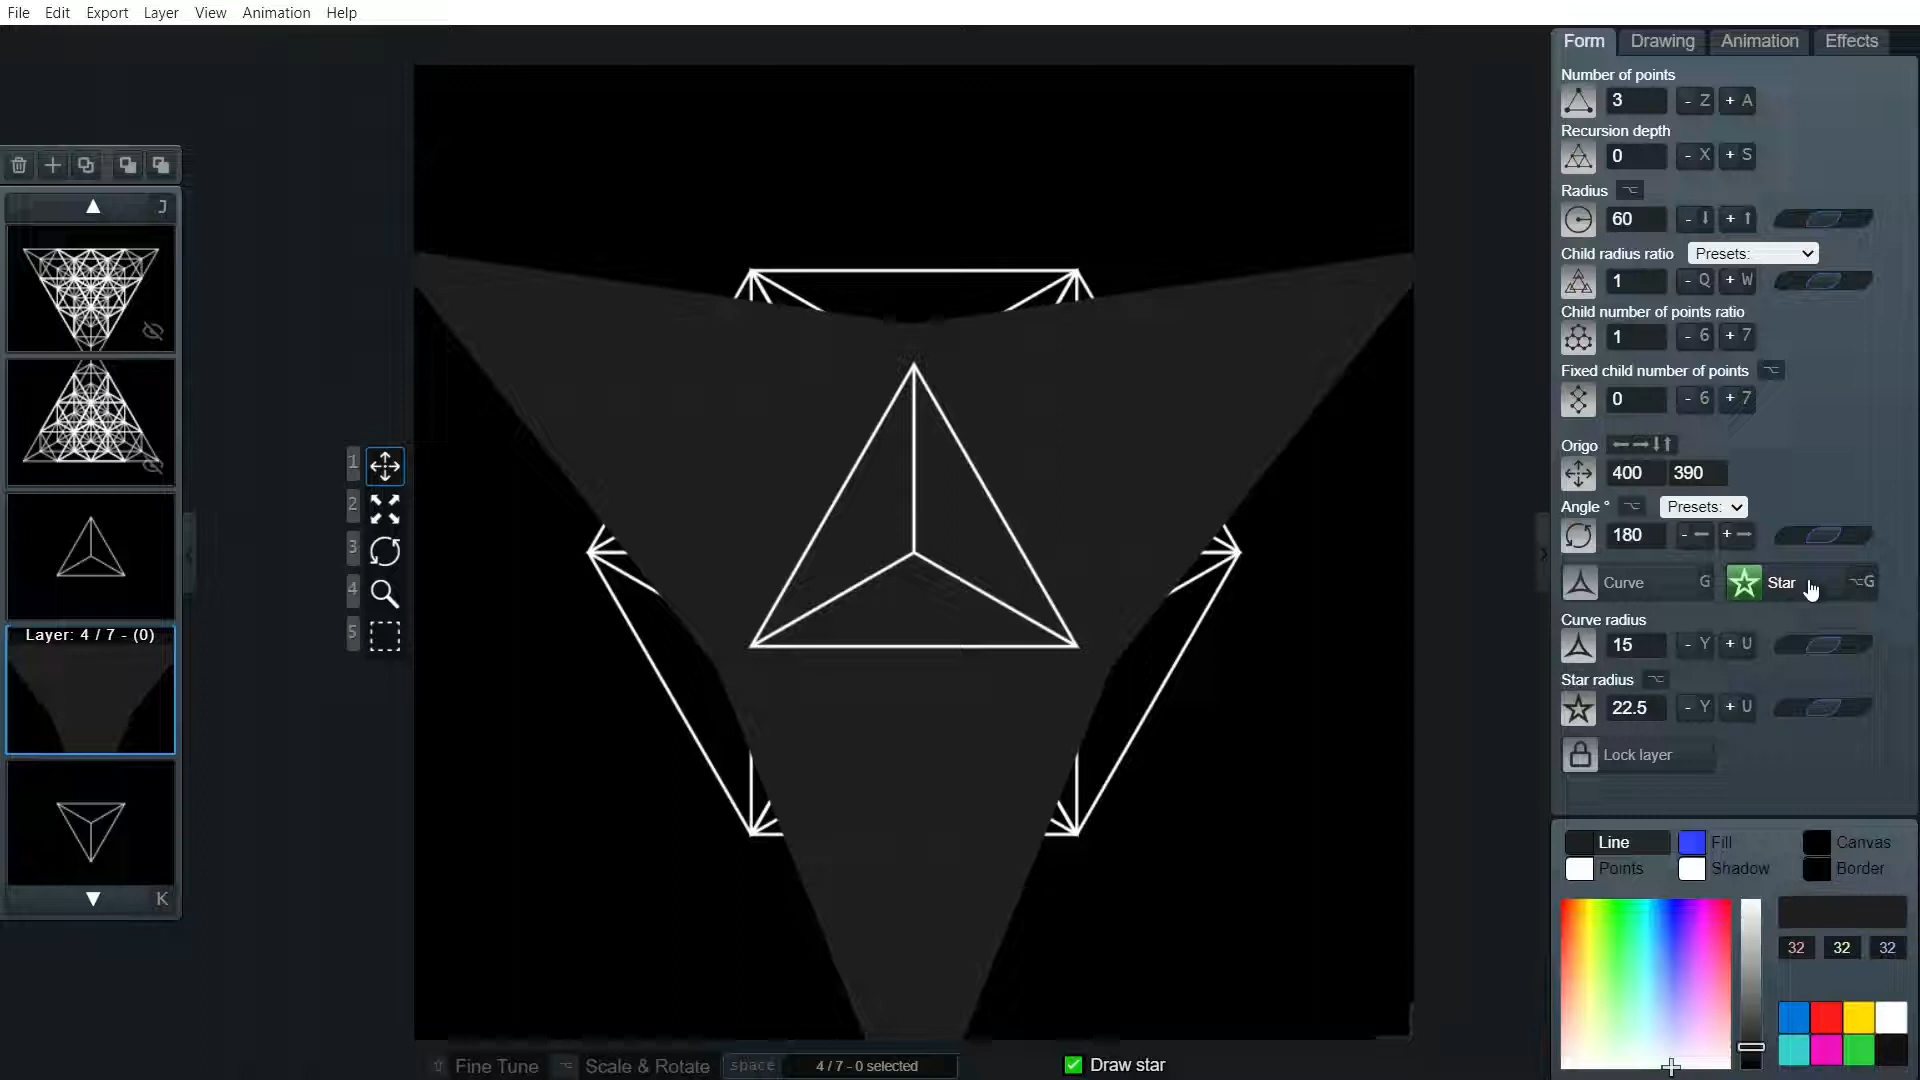 File Edit Export Layer View Animation Help
Form Drawing Animation Effects
Number of points
3 - Z + A
Recursion depth
0 - X + S
Radius ⌥
60 - ↓ + ↑
Child radius ratio Presets:
1 - Q + W
Child number of points ratio
1 - 6 + 7
Fixed child number of points ⌥
0 - 6 + 7
Origo ←→↓↑
400 390
Angle ° ⌥ Presets:
180 - ← + →
Curve G Star ⌥G
Curve radius
15 - Y + U
Star radius ⌥
22.5 - Y + U
Lock layer
Line Fill Canvas
Points Shadow Border
32 32 32
J
Layer: 4 / 7 - (0)
K
1
2
3
4
5
⇧ Fine Tune ⌥ Scale & Rotate space 4 / 7 - 0 selected Draw star